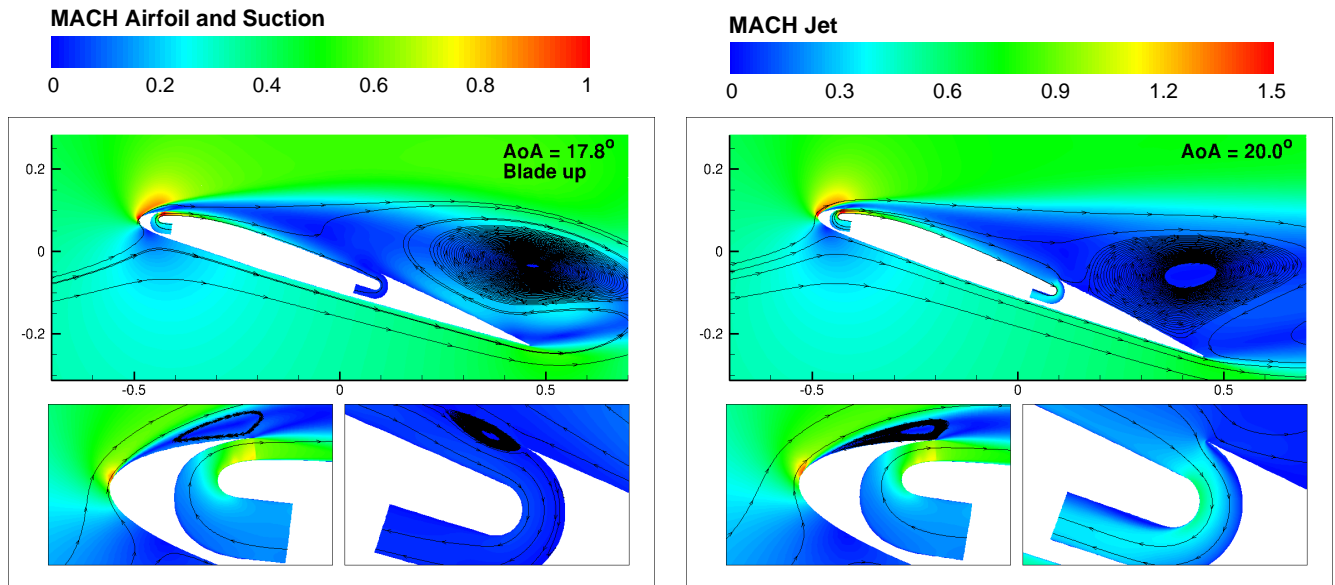 MACH Airfoil and Suction
0 0.2 0.4 0.6 0.8 1
MACH Jet
0 0.3 0.6 0.9 1.2 1.5
AoA = 17.8°
Blade up
0.2
0
-0.2
-0.5 0 0.5
AoA = 20.0°
0.2
0
-0.2
-0.5 0 0.5